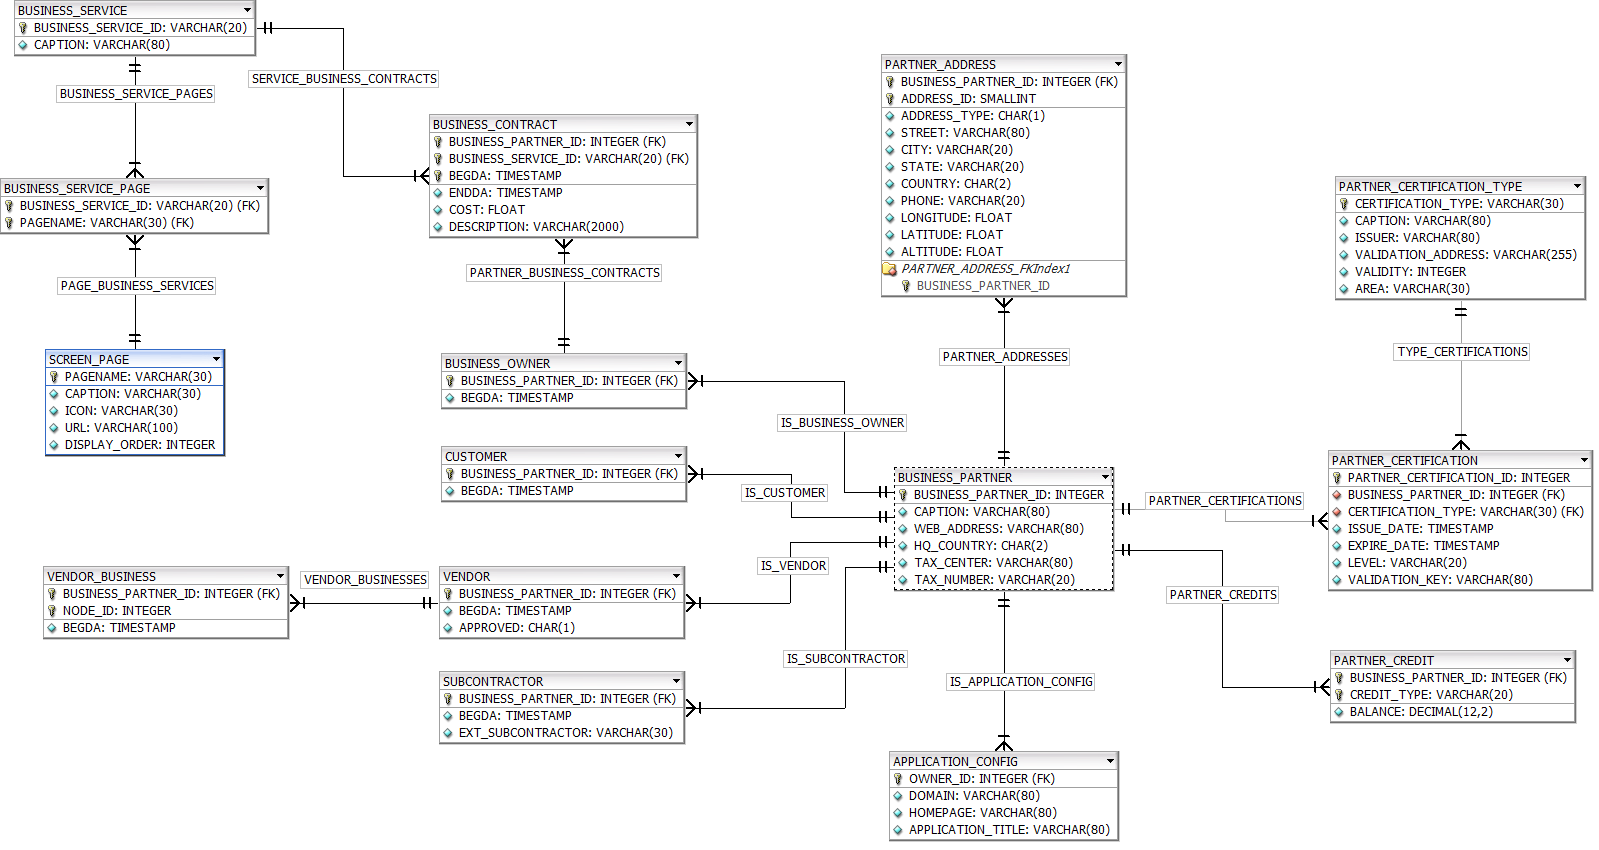 BUSINESS_SERVICE
BUSINESS_SERVICE_ID: VARCHAR(20)
CAPTION: VARCHAR(80)
BUSINESS_SERVICE_PAGES
SERVICE_BUSINESS_CONTRACTS
BUSINESS_SERVICE_PAGE
BUSINESS_SERVICE_ID: VARCHAR(20) (FK)
PAGENAME: VARCHAR(30) (FK)
PAGE_BUSINESS_SERVICES
SCREEN_PAGE
PAGENAME: VARCHAR(30)
CAPTION: VARCHAR(30)
ICON: VARCHAR(30)
URL: VARCHAR(100)
DISPLAY_ORDER: INTEGER
BUSINESS_CONTRACT
BUSINESS_PARTNER_ID: INTEGER (FK)
BUSINESS_SERVICE_ID: VARCHAR(20) (FK)
BEGDA: TIMESTAMP
ENDDA: TIMESTAMP
COST: FLOAT
DESCRIPTION: VARCHAR(2000)
PARTNER_BUSINESS_CONTRACTS
BUSINESS_OWNER
BUSINESS_PARTNER_ID: INTEGER (FK)
BEGDA: TIMESTAMP
IS_BUSINESS_OWNER
CUSTOMER
BUSINESS_PARTNER_ID: INTEGER (FK)
BEGDA: TIMESTAMP
IS_CUSTOMER
VENDOR_BUSINESS
BUSINESS_PARTNER_ID: INTEGER (FK)
NODE_ID: INTEGER
BEGDA: TIMESTAMP
VENDOR_BUSINESSES
VENDOR
BUSINESS_PARTNER_ID: INTEGER (FK)
BEGDA: TIMESTAMP
APPROVED: CHAR(1)
IS_VENDOR
SUBCONTRACTOR
BUSINESS_PARTNER_ID: INTEGER (FK)
BEGDA: TIMESTAMP
EXT_SUBCONTRACTOR: VARCHAR(30)
IS_SUBCONTRACTOR
PARTNER_ADDRESS
BUSINESS_PARTNER_ID: INTEGER (FK)
ADDRESS_ID: SMALLINT
ADDRESS_TYPE: CHAR(1)
STREET: VARCHAR(80)
CITY: VARCHAR(20)
STATE: VARCHAR(20)
COUNTRY: CHAR(2)
PHONE: VARCHAR(20)
LONGITUDE: FLOAT
LATITUDE: FLOAT
ALTITUDE: FLOAT
PARTNER_ADDRESS_FKIndex1
BUSINESS_PARTNER_ID
PARTNER_ADDRESSES
BUSINESS_PARTNER
BUSINESS_PARTNER_ID: INTEGER
CAPTION: VARCHAR(80)
WEB_ADDRESS: VARCHAR(80)
HQ_COUNTRY: CHAR(2)
TAX_CENTER: VARCHAR(80)
TAX_NUMBER: VARCHAR(20)
IS_APPLICATION_CONFIG
APPLICATION_CONFIG
OWNER_ID: INTEGER (FK)
DOMAIN: VARCHAR(80)
HOMEPAGE: VARCHAR(80)
APPLICATION_TITLE: VARCHAR(80)
PARTNER_CERTIFICATION_TYPE
CERTIFICATION_TYPE: VARCHAR(30)
CAPTION: VARCHAR(80)
ISSUER: VARCHAR(80)
VALIDATION_ADDRESS: VARCHAR(255)
VALIDITY: INTEGER
AREA: VARCHAR(30)
TYPE_CERTIFICATIONS
PARTNER_CERTIFICATIONS
PARTNER_CERTIFICATION
PARTNER_CERTIFICATION_ID: INTEGER
BUSINESS_PARTNER_ID: INTEGER (FK)
CERTIFICATION_TYPE: VARCHAR(30) (FK)
ISSUE_DATE: TIMESTAMP
EXPIRE_DATE: TIMESTAMP
LEVEL: VARCHAR(20)
VALIDATION_KEY: VARCHAR(80)
PARTNER_CREDITS
PARTNER_CREDIT
BUSINESS_PARTNER_ID: INTEGER (FK)
CREDIT_TYPE: VARCHAR(20)
BALANCE: DECIMAL(12,2)